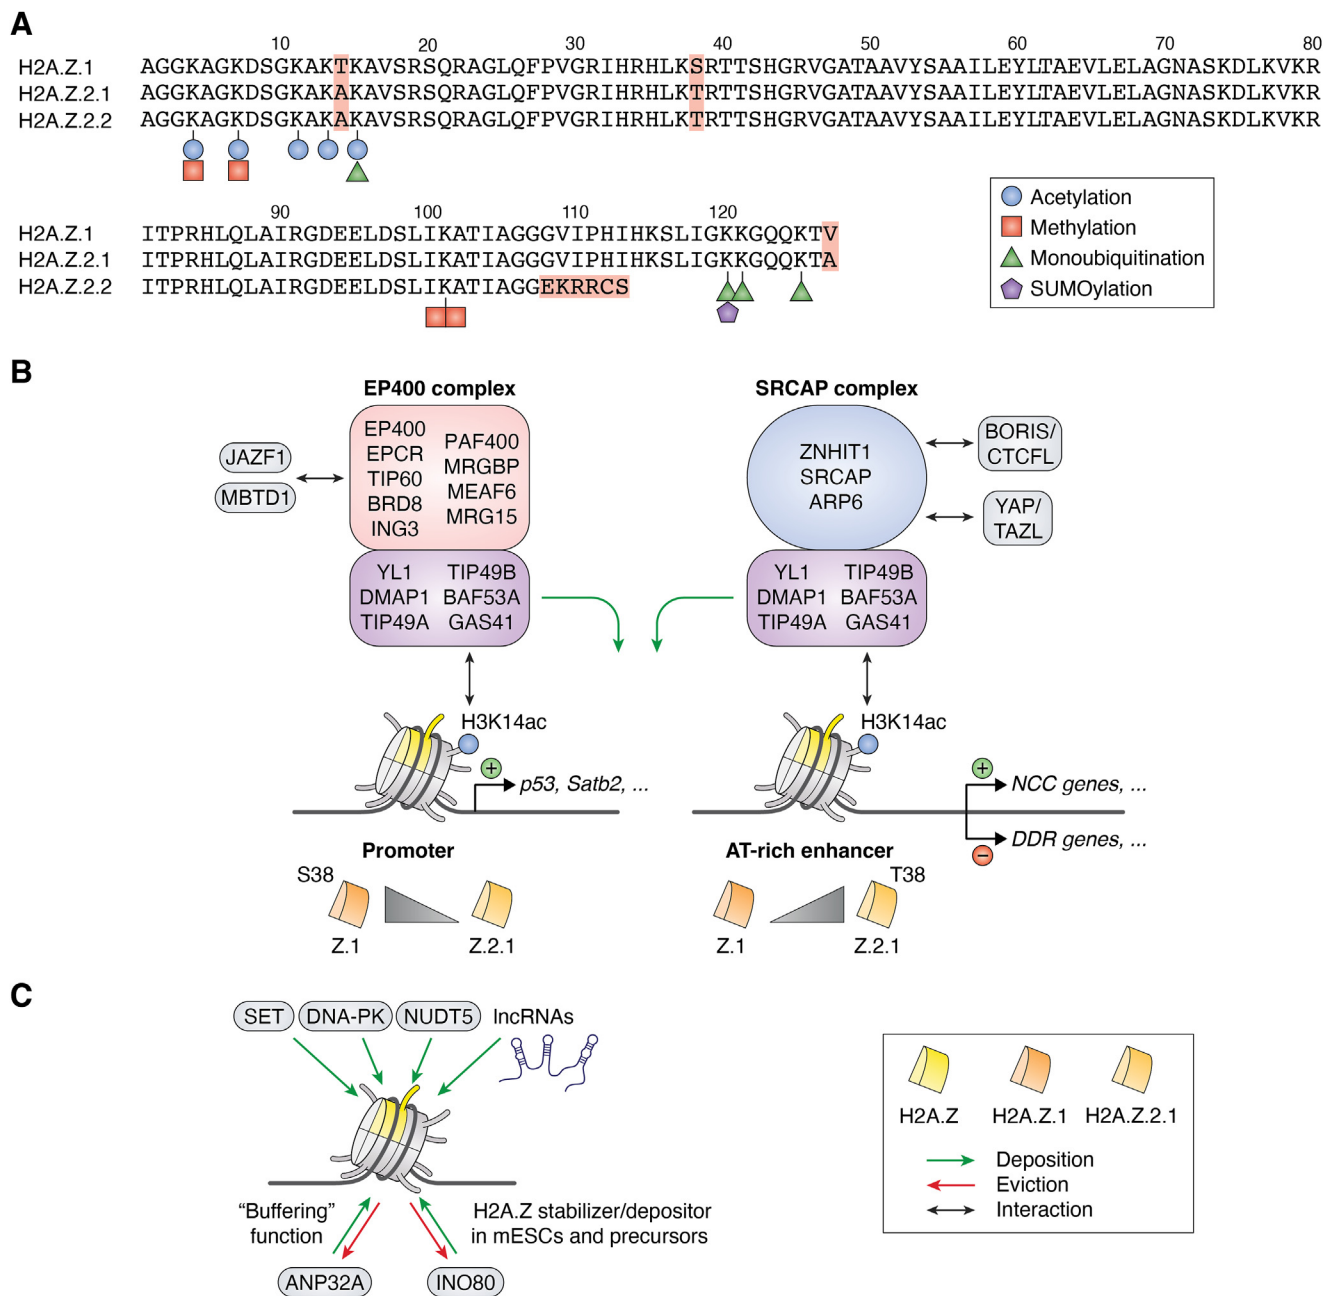 A
10 20 30 40 50 60 70 80
H2A.Z.1 AGGKAGKDSGKAKTKAVSRSQRAGLQFPVGRIHRHLKSRTTSHGRVGATAAVYSAAILEYLTAEVLELAGNASKDLKVKR
H2A.Z.2.1 AGGKAGKDSGKAKAKAVSRSQRAGLQFPVGRIHRHLKTRTTSHGRVGATAAVYSAAILEYLTAEVLELAGNASKDLKVKR
H2A.Z.2.2 AGGKAGKDSGKAKAKAVSRSQRAGLQFPVGRIHRHLKTRTTSHGRVGATAAVYSAAILEYLTAEVLELAGNASKDLKVKR
90 100 110 120
H2A.Z.1 ITPRHLQLAIRGDEELDSLIKATIAGGGVIPHIHKSLIGKKGQQKTV
H2A.Z.2.1 ITPRHLQLAIRGDEELDSLIKATIAGGGVIPHIHKSLIGKKGQQKTA
H2A.Z.2.2 ITPRHLQLAIRGDEELDSLIKATIAGGEKRRCS
Acetylation
Methylation
Monoubiquitination
SUMOylation
B
EP400 complex
JAZF1
MBTD1
EP400
EPCR
TIP60
BRD8
ING3
PAF400
MRGBP
MEAF6
MRG15
YL1 TIP49B
DMAP1 BAF53A
TIP49A GAS41
H3K14ac
+
p53, Satb2, ...
Promoter
S38
Z.1 Z.2.1
SRCAP complex
ZNHIT1
SRCAP
ARP6
BORIS/
CTCFL
YAP/
TAZL
YL1 TIP49B
DMAP1 BAF53A
TIP49A GAS41
H3K14ac
+
NCC genes, ...
DDR genes, ...
−
AT-rich enhancer
T38
Z.1 Z.2.1
C
SET DNA-PK NUDT5 lncRNAs
“Buffering”
function
H2A.Z stabilizer/depositor
in mESCs and precursors
ANP32A INO80
H2A.Z H2A.Z.1 H2A.Z.2.1
Deposition
Eviction
Interaction